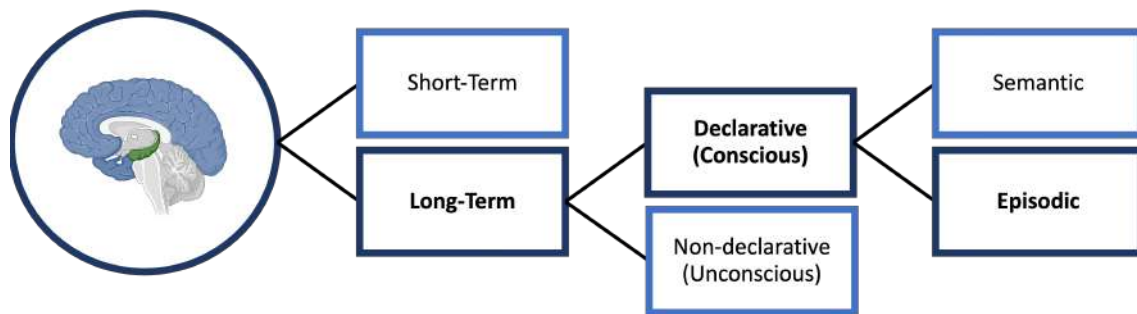 Short-Term
Long-Term
Declarative
(Conscious)
Non-declarative
(Unconscious)
Semantic
Episodic